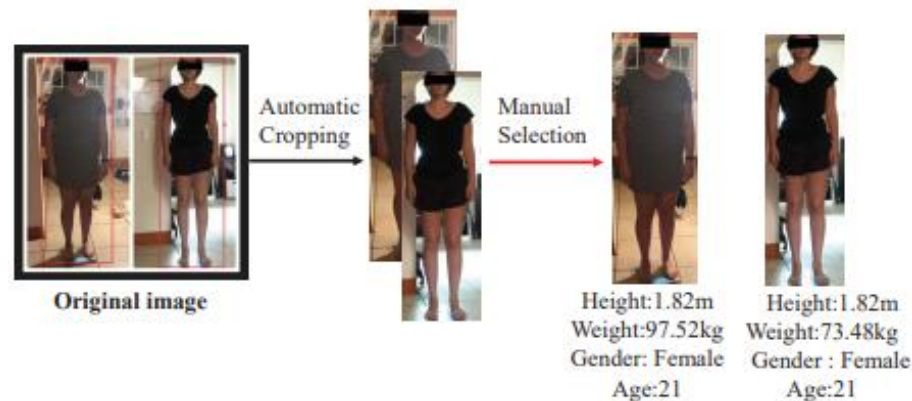 Automatic
Cropping
Manual
Selection
Original image
Height:1.82m
Weight:97.52kg
Gender: Female
Age:21
Height:1.82m
Weight:73.48kg
Gender : Female
Age:21